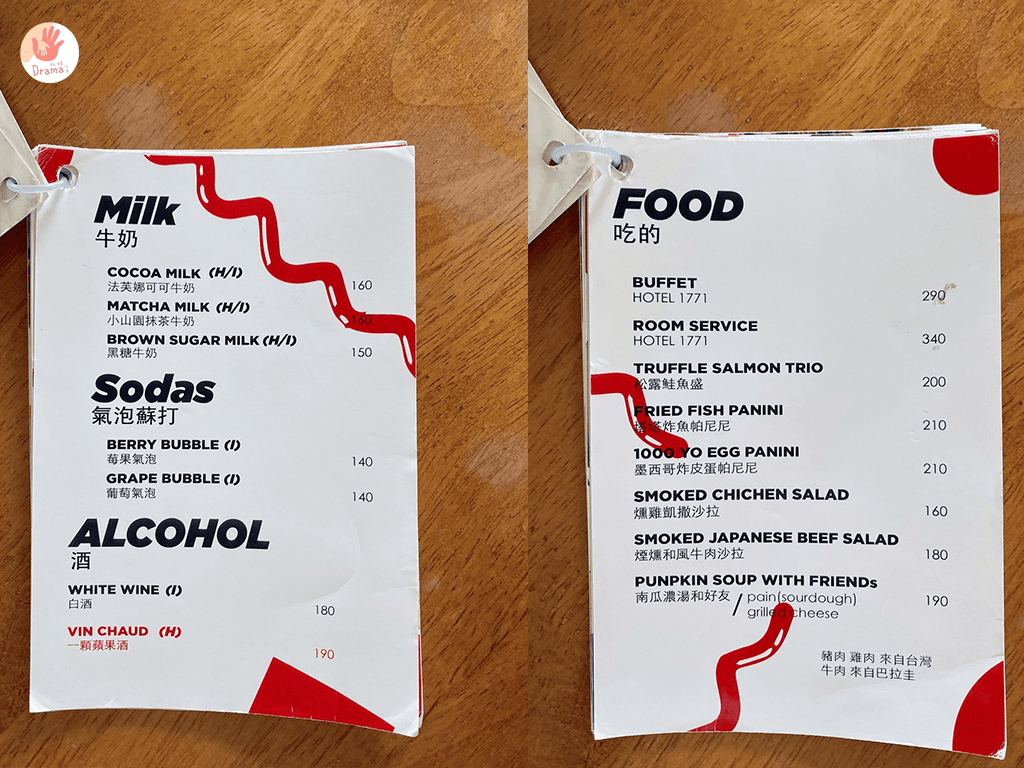 Drama
Milk
牛奶
COCOA MILK (H/I)
法芙娜可可牛奶 160
MATCHA MILK (H/I)
小山園抹茶牛奶 160
BROWN SUGAR MILK (H/I)
黑糖牛奶 150
Sodas
氣泡蘇打
BERRY BUBBLE (I)
莓果氣泡 140
GRAPE BUBBLE (I)
葡萄氣泡 140
ALCOHOL
酒
WHITE WINE (I)
白酒 180
VIN CHAUD (H)
一顆蘋果酒 190
FOOD
吃的
BUFFET
HOTEL 1771 290
ROOM SERVICE
HOTEL 1771 340
TRUFFLE SALMON TRIO
松露鮭魚盛 200
FRIED FISH PANINI
塔塔炸魚帕尼尼 210
1000 YO EGG PANINI
墨西哥炸皮蛋帕尼尼 210
SMOKED CHICHEN SALAD
燻雞凱撒沙拉 160
SMOKED JAPANESE BEEF SALAD
煙燻和風牛肉沙拉 180
PUNPKIN SOUP WITH FRIENDs
南瓜濃湯和好友 / pain(sourdough) 190
grilled cheese
豬肉 雞肉 來自台灣
牛肉 來自巴拉圭